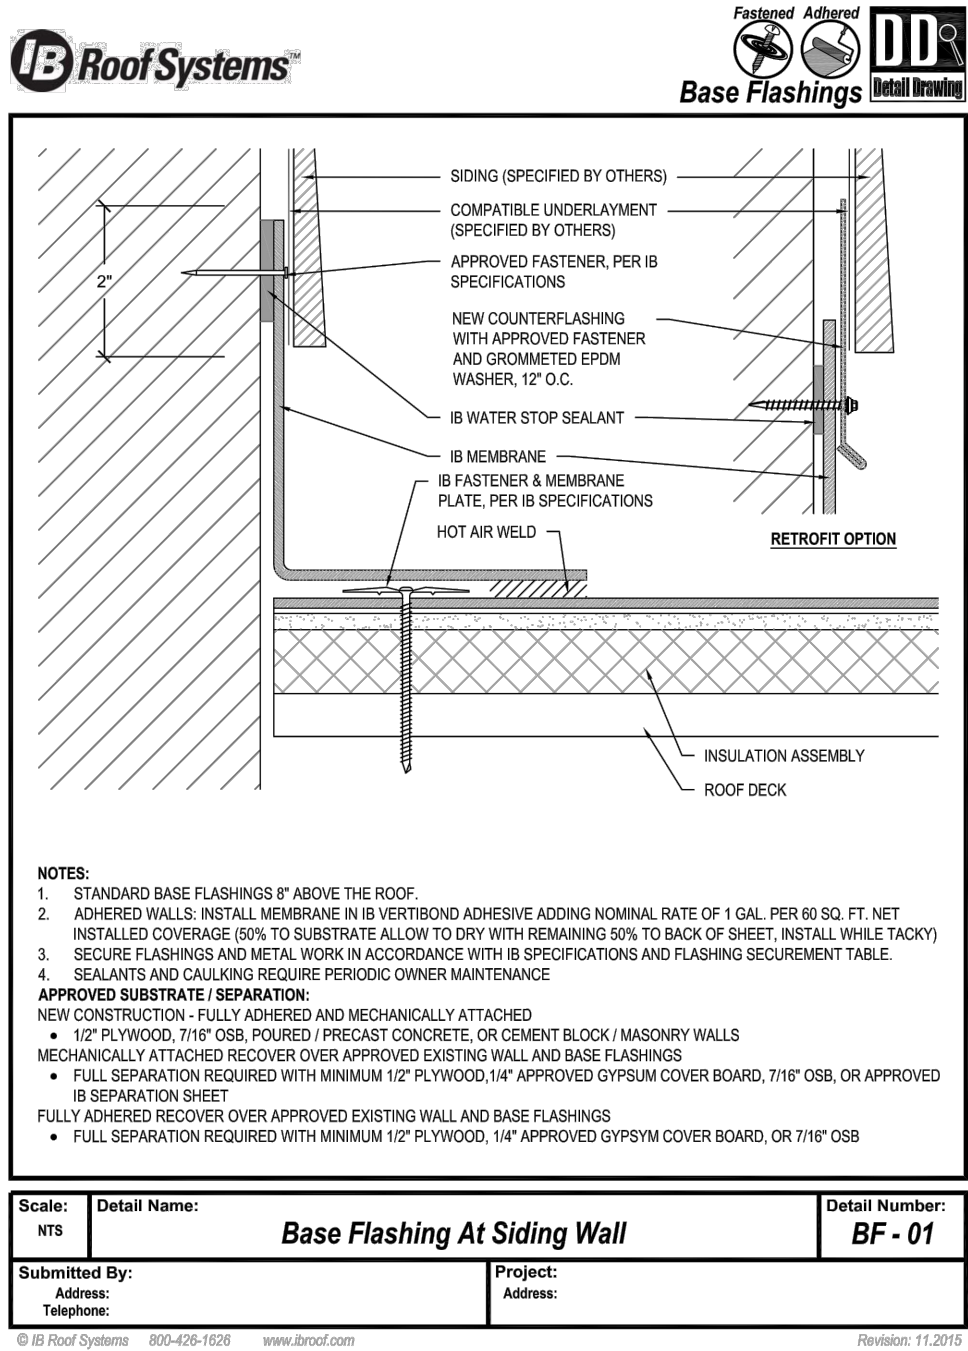 IB Roof Systems™
Fastened Adhered
Base Flashings
DD
Detail Drawing
SIDING (SPECIFIED BY OTHERS)
COMPATIBLE UNDERLAYMENT
(SPECIFIED BY OTHERS)
APPROVED FASTENER, PER IB
SPECIFICATIONS
2"
NEW COUNTERFLASHING
WITH APPROVED FASTENER
AND GROMMETED EPDM
WASHER, 12" O.C.
IB WATER STOP SEALANT
IB MEMBRANE
IB FASTENER & MEMBRANE
PLATE, PER IB SPECIFICATIONS
HOT AIR WELD
RETROFIT OPTION
INSULATION ASSEMBLY
ROOF DECK
NOTES:
1. STANDARD BASE FLASHINGS 8" ABOVE THE ROOF.
2. ADHERED WALLS: INSTALL MEMBRANE IN IB VERTIBOND ADHESIVE ADDING NOMINAL RATE OF 1 GAL. PER 60 SQ. FT. NET
INSTALLED COVERAGE (50% TO SUBSTRATE ALLOW TO DRY WITH REMAINING 50% TO BACK OF SHEET, INSTALL WHILE TACKY)
3. SECURE FLASHINGS AND METAL WORK IN ACCORDANCE WITH IB SPECIFICATIONS AND FLASHING SECUREMENT TABLE.
4. SEALANTS AND CAULKING REQUIRE PERIODIC OWNER MAINTENANCE
APPROVED SUBSTRATE / SEPARATION:
NEW CONSTRUCTION - FULLY ADHERED AND MECHANICALLY ATTACHED
• 1/2" PLYWOOD, 7/16" OSB, POURED / PRECAST CONCRETE, OR CEMENT BLOCK / MASONRY WALLS
MECHANICALLY ATTACHED RECOVER OVER APPROVED EXISTING WALL AND BASE FLASHINGS
• FULL SEPARATION REQUIRED WITH MINIMUM 1/2" PLYWOOD,1/4" APPROVED GYPSUM COVER BOARD, 7/16" OSB, OR APPROVED
IB SEPARATION SHEET
FULLY ADHERED RECOVER OVER APPROVED EXISTING WALL AND BASE FLASHINGS
• FULL SEPARATION REQUIRED WITH MINIMUM 1/2" PLYWOOD, 1/4" APPROVED GYPSYM COVER BOARD, OR 7/16" OSB
Scale:
NTS
Detail Name:
Base Flashing At Siding Wall
Detail Number:
BF - 01
Submitted By:
Address:
Telephone:
Project:
Address:
© IB Roof Systems 800-426-1626 www.ibroof.com
Revision: 11.2015